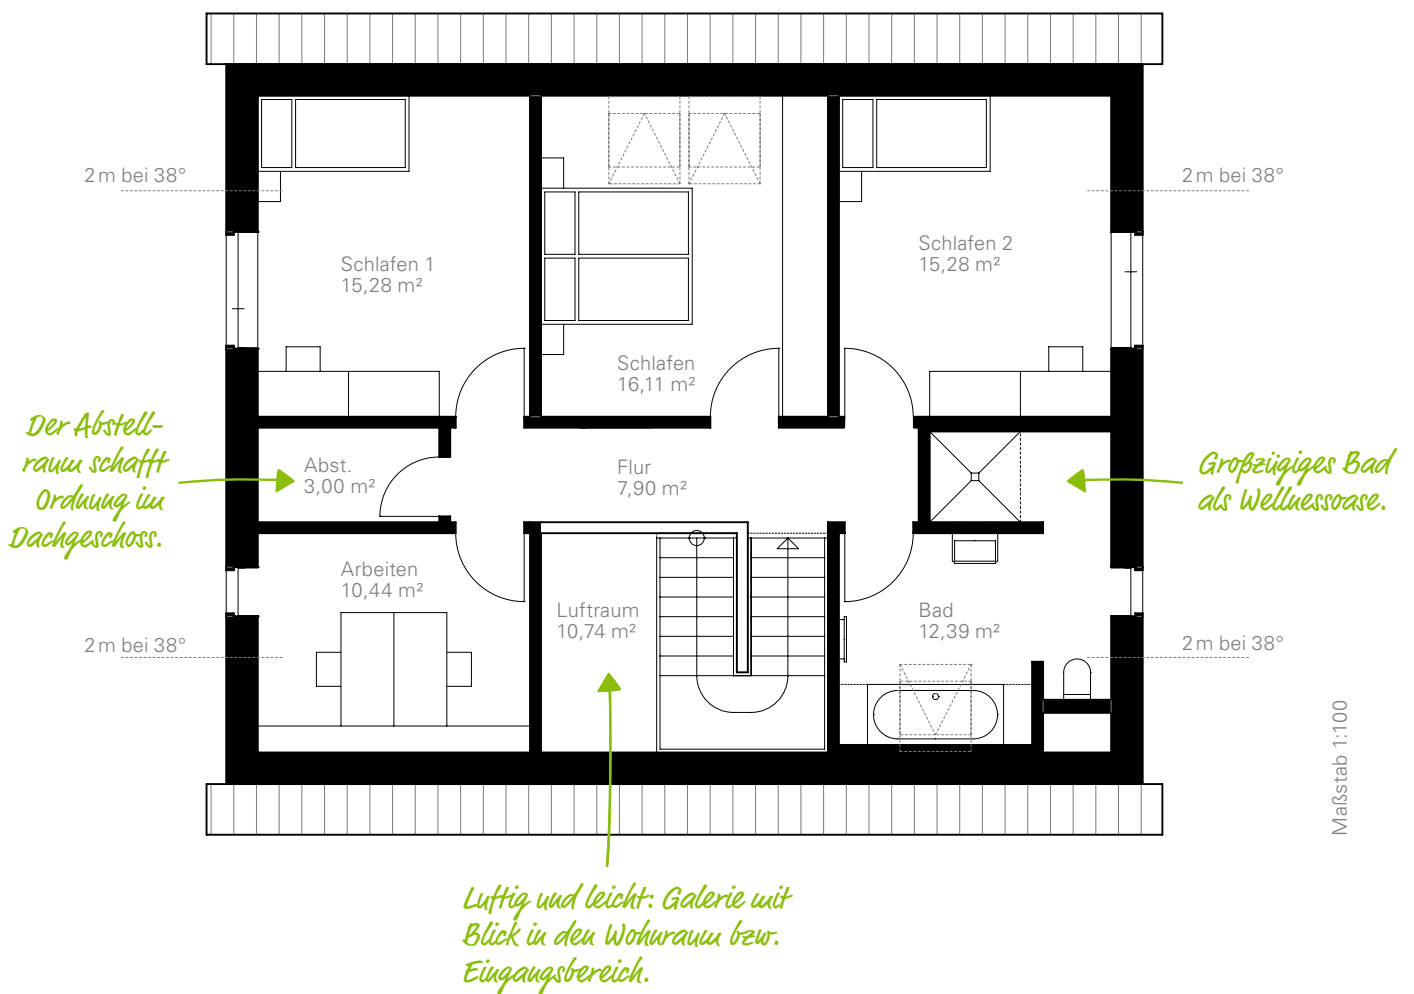 2 m bei 38°
2 m bei 38°
Schlafen 1
15,28 m²
Schlafen
16,11 m²
Schlafen 2
15,28 m²
Der Abstell-
raum schafft
Ordnung im
Dachgeschoss.
Abst.
3,00 m²
Flur
7,90 m²
Großzügiges Bad
als Wellnessoase.
Arbeiten
10,44 m²
Luftraum
10,74 m²
Bad
12,39 m²
2 m bei 38°
2 m bei 38°
Maßstab 1:100
Luftig und leicht: Galerie mit
Blick in den Wohnraum bzw.
Eingangsbereich.